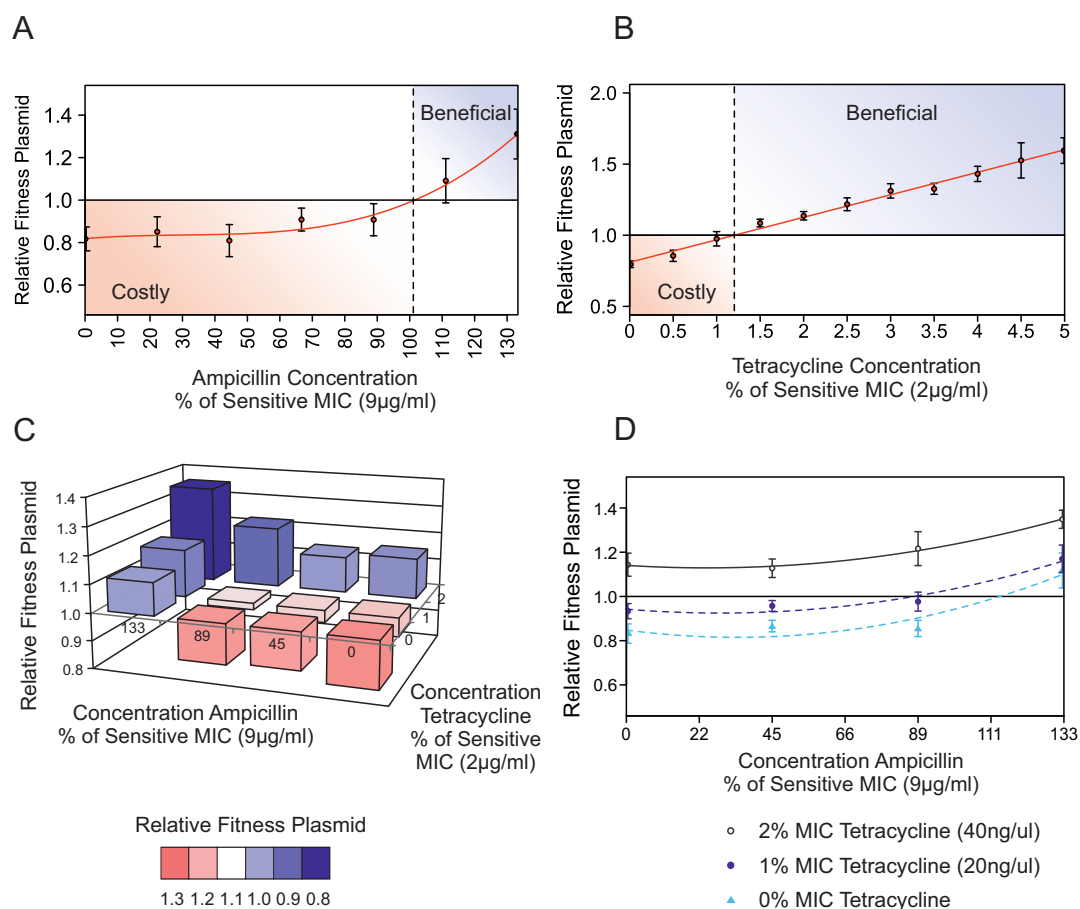 A
Relative Fitness Plasmid
1.4
1.2
1.0
0.8
0.6
Beneficial
Costly
0 10 20 30 40 50 60 70 80 90 100 110 120 130
Ampicillin Concentration
% of Sensitive MIC (9µg/ml)
B
Relative Fitness Plasmid
2.0
1.5
1.0
0.5
Beneficial
Costly
0 0.5 1 1.5 2 2.5 3 3.5 4 4.5 5
Tetracycline Concentration
% of Sensitive MIC (2µg/ml)
C
Relative Fitness Plasmid
1.4
1.3
1.2
1.1
1.0
0.9
0.8
133 89 45 0
2
1
0
Concentration Ampicillin
% of Sensitive MIC (9µg/ml)
Concentration
Tetracycline
% of Sensitive
MIC (2µg/ml)
Relative Fitness Plasmid
1.3 1.2 1.1 1.0 0.9 0.8
D
Relative Fitness Plasmid
1.4
1.2
1.0
0.8
0.6
0 22 45 66 89 111 133
Concentration Ampicillin
% of Sensitive MIC (9µg/ml)
2% MIC Tetracycline (40ng/ul)
1% MIC Tetracycline (20ng/ul)
0% MIC Tetracycline